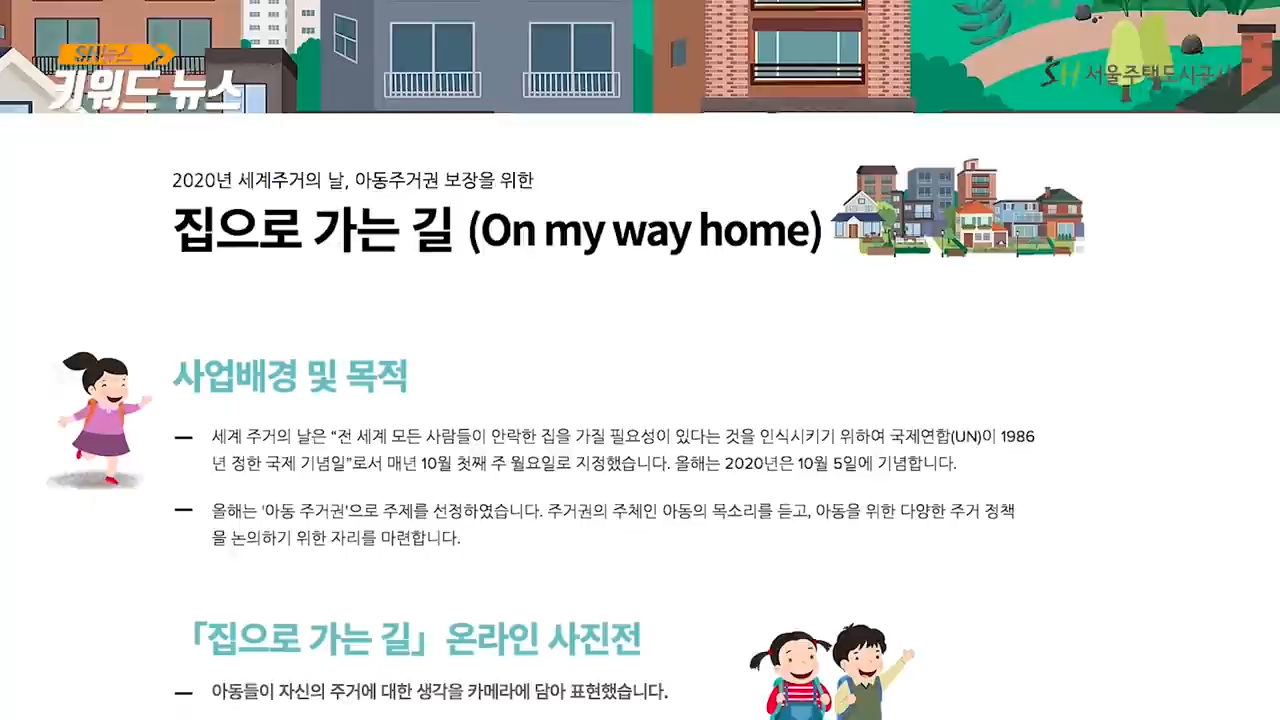 SH뉴스
키워드 뉴스
SH 서울주택도시공사
2020년 세계주거의 날, 아동주거권 보장을 위한
집으로 가는 길 (On my way home)
사업배경 및 목적
세계 주거의 날은 “전 세계 모든 사람들이 안락한 집을 가질 필요성이 있다는 것을 인식시키기 위하여 국제연합(UN)이 1986
년 정한 국제 기념일”로서 매년 10월 첫째 주 월요일로 지정했습니다. 올해는 2020년은 10월 5일에 기념합니다.
올해는 '아동 주거권'으로 주제를 선정하였습니다. 주거권의 주체인 아동의 목소리를 듣고, 아동을 위한 다양한 주거 정책
을 논의하기 위한 자리를 마련합니다.
「집으로 가는 길」 온라인 사진전
아동들이 자신의 주거에 대한 생각을 카메라에 담아 표현했습니다.